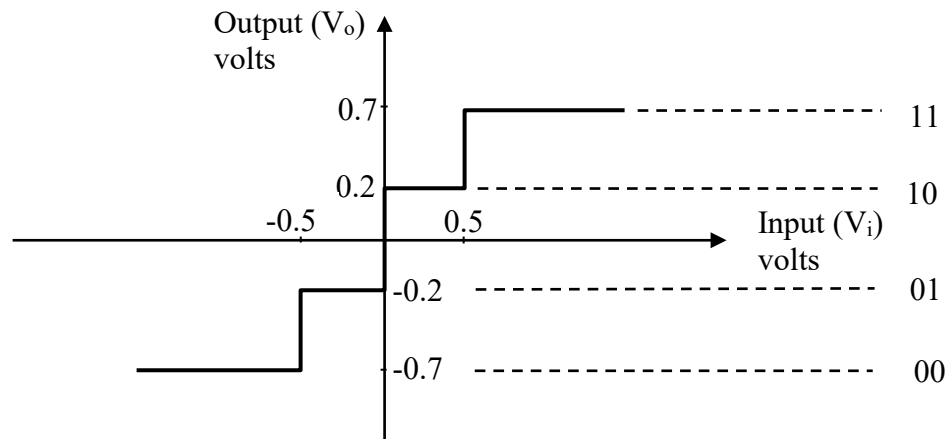 Output (Vₒ)
volts
0.7
11
0.2
10
-0.5
0.5
Input (Vᵢ)
volts
-0.2
01
-0.7
00